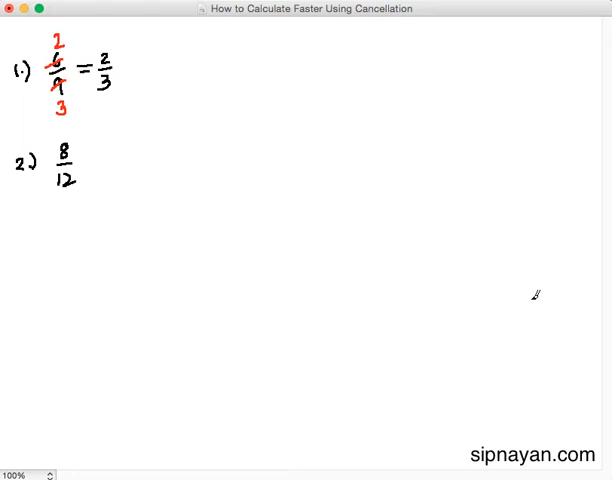 How to Calculate Faster Using Cancellation
2
1.) 6/9 = 2/3
3
2.) 8/12
sipnayan.com
100%